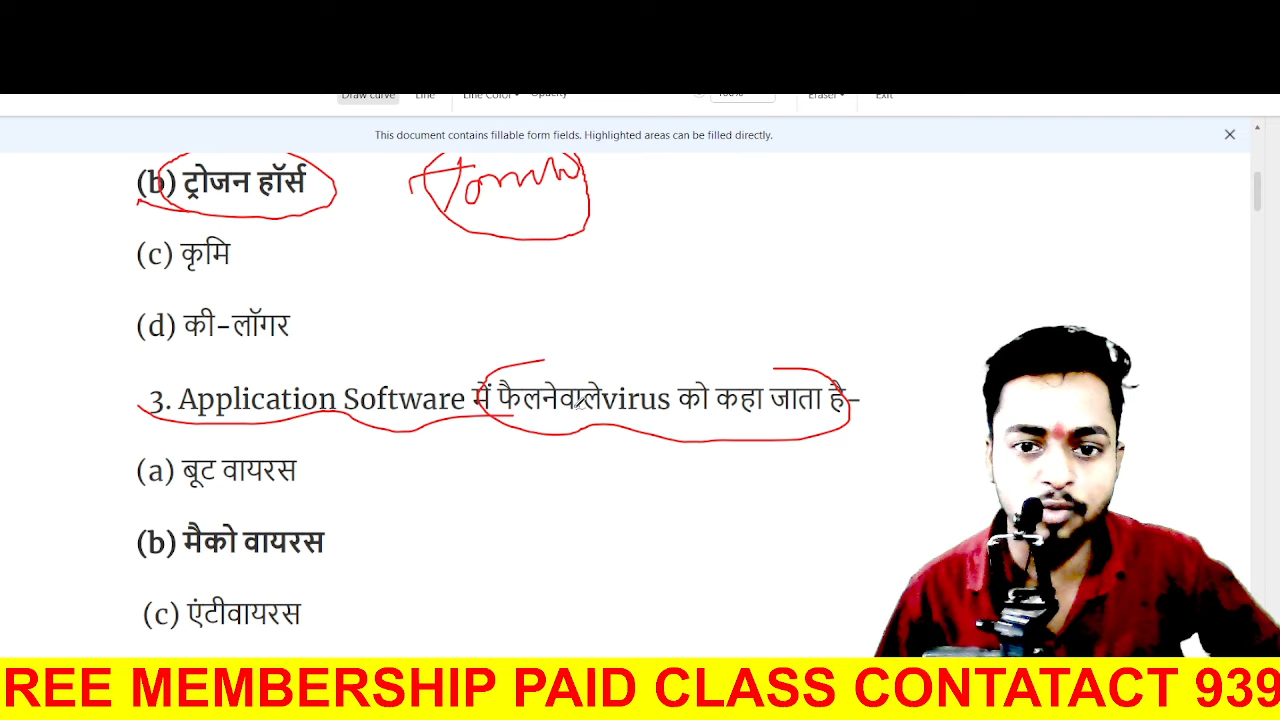 This document contains fillable form fields. Highlighted areas can be filled directly.
(b) ट्रोजन हॉर्स
(c) कृमि
(d) की-लॉगर
3. Application Software में फैलनेवालेvirus को कहा जाता है-
(a) बूट वायरस
(b) मैको वायरस
(c) एंटीवायरस
REE MEMBERSHIP PAID CLASS CONTATACT 939